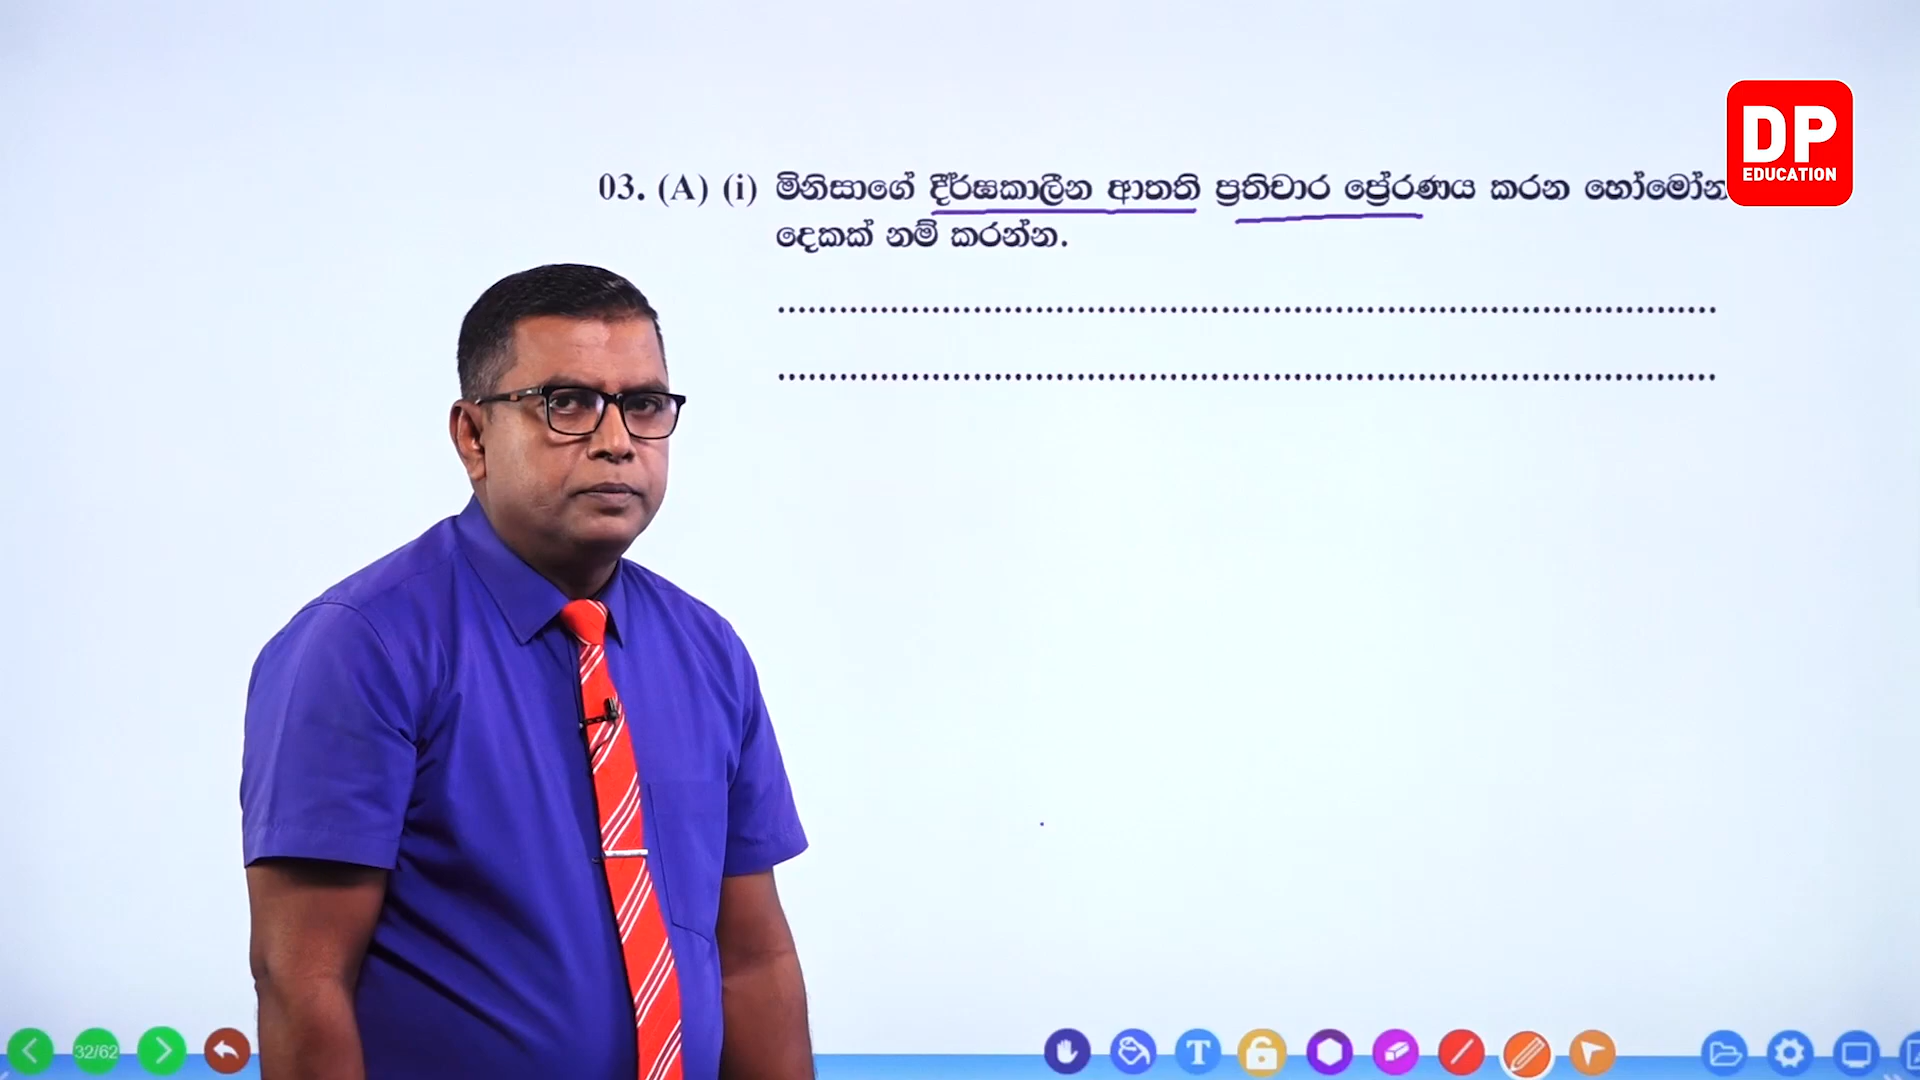 DP
EDUCATION
03. (A) (i) මිනිසාගේ දීර්ඝකාලීන ආතති ප්‍රතිචාර ප්‍රේරණය කරන හෝමෝන
දෙකක් නම් කරන්න.
32/62
T